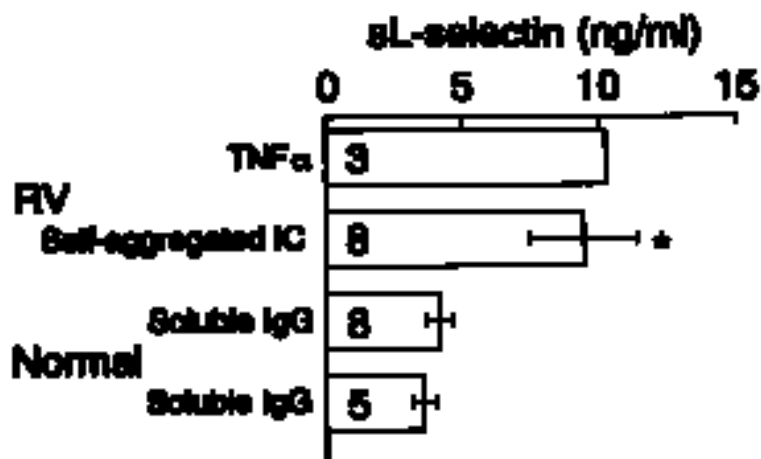 sL-selectin (ng/ml)
0 5 10 15
TNFα 3
RV
Self-aggregated IC 8 *
Soluble IgG 8
Normal
Soluble IgG 5